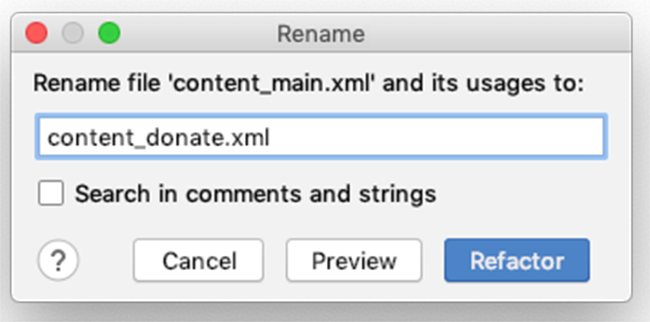 Rename
Rename file 'content_main.xml' and its usages to:
content_donate.xml
Search in comments and strings
? Cancel Preview Refactor